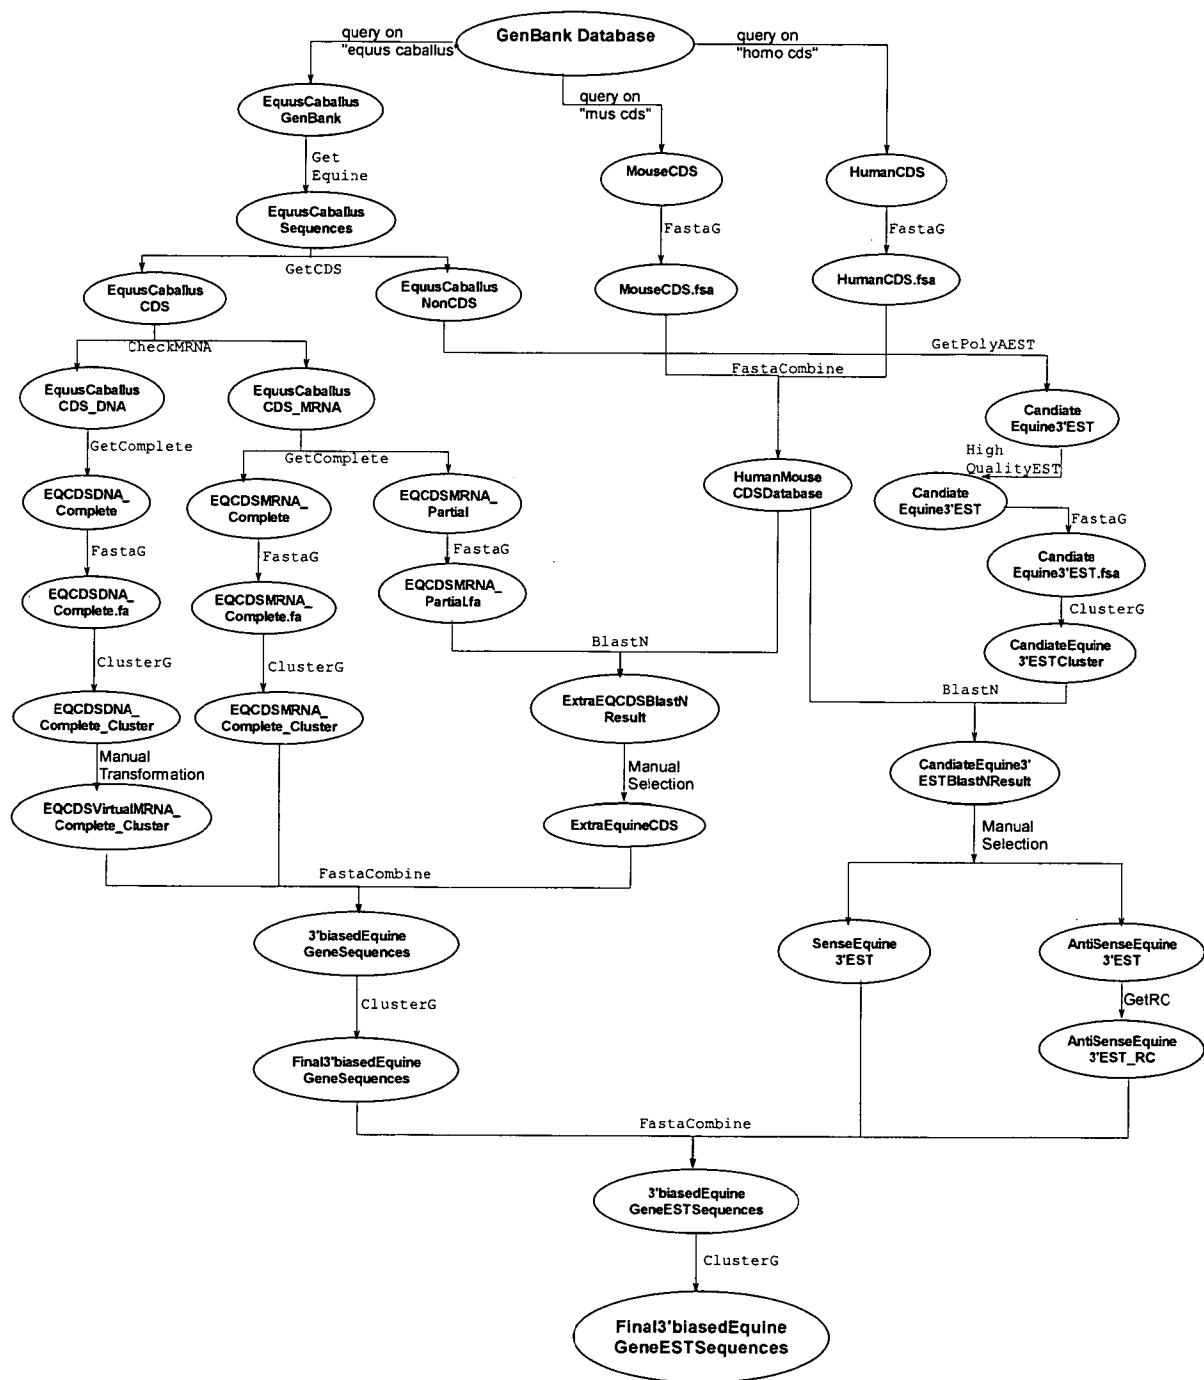 GenBank Database
query on
"equus caballus"
query on
"homo cds"
query on
"mus cds"
EquusCaballus
GenBank
Get
Equine
MouseCDS
HumanCDS
EquusCaballus
Sequences
FastaG
FastaG
GetCDS
EquusCaballus
CDS
EquusCaballus
NonCDS
MouseCDS.fsa
HumanCDS.fsa
CheckMRNA
GetPolyAEST
FastaCombine
EquusCaballus
CDS_DNA
EquusCaballus
CDS_MRNA
Candiate
Equine3'EST
GetComplete
GetComplete
High
QualityEST
EQCDSDNA_
Complete
EQCDSMRNA_
Complete
EQCDSMRNA_
Partial
HumanMouse
CDSDatabase
Candiate
Equine3'EST
FastaG
FastaG
FastaG
FastaG
EQCDSDNA_
Complete.fa
EQCDSMRNA_
Complete.fa
EQCDSMRNA_
Partial.fa
Candiate
Equine3'EST.fsa
ClusterG
BlastN
CandiateEquine
3'ESTCluster
ClusterG
ClusterG
BlastN
EQCDSDNA_
Complete_Cluster
EQCDSMRNA_
Complete_Cluster
ExtraEQCDSBlastN
Result
Manual
Transformation
Manual
Selection
CandiateEquine3'
ESTBlastNResult
EQCDSVirtualMRNA_
Complete_Cluster
ExtraEquineCDS
Manual
Selection
FastaCombine
3'biasedEquine
GeneSequences
SenseEquine
3'EST
AntiSenseEquine
3'EST
ClusterG
GetRC
Final3'biasedEquine
GeneSequences
AntiSenseEquine
3'EST_RC
FastaCombine
3'biasedEquine
GeneESTSequences
ClusterG
Final3'biasedEquine
GeneESTSequences